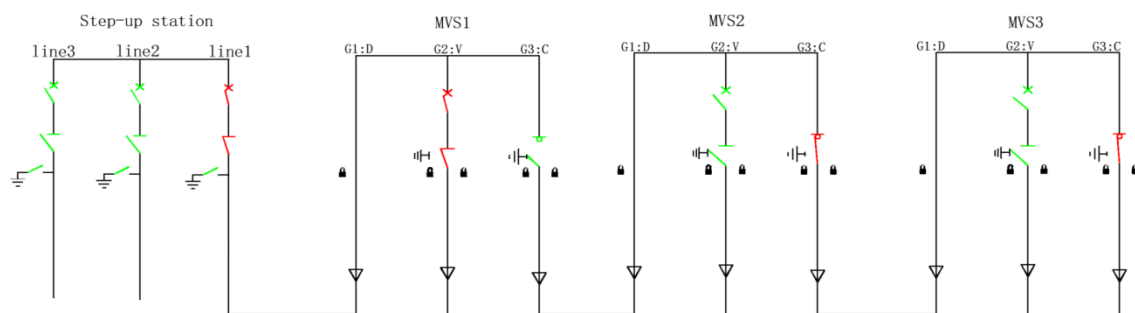 Step-up station
line3 line2 line1
MVS1
G1:D G2:V G3:C
MVS2
G1:D G2:V G3:C
MVS3
G1:D G2:V G3:C